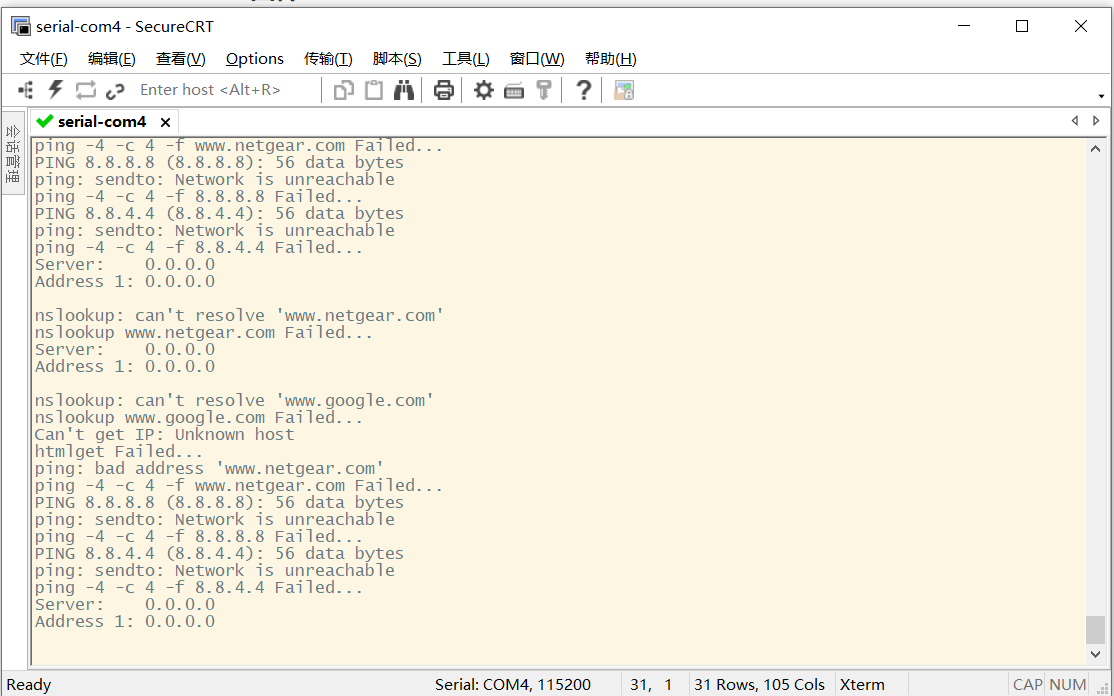 serial-com4 - SecureCRT
文件(F) 编辑(E) 查看(V) Options 传输(T) 脚本(S) 工具(L) 窗口(W) 帮助(H)
Enter host <Alt+R>
会话管理
serial-com4
ping -4 -c 4 -f www.netgear.com Failed...
PING 8.8.8.8 (8.8.8.8): 56 data bytes
ping: sendto: Network is unreachable
ping -4 -c 4 -f 8.8.8.8 Failed...
PING 8.8.4.4 (8.8.4.4): 56 data bytes
ping: sendto: Network is unreachable
ping -4 -c 4 -f 8.8.4.4 Failed...
Server:    0.0.0.0
Address 1: 0.0.0.0
nslookup: can't resolve 'www.netgear.com'
nslookup www.netgear.com Failed...
Server:    0.0.0.0
Address 1: 0.0.0.0
nslookup: can't resolve 'www.google.com'
nslookup www.google.com Failed...
Can't get IP: Unknown host
htmlget Failed...
ping: bad address 'www.netgear.com'
ping -4 -c 4 -f www.netgear.com Failed...
PING 8.8.8.8 (8.8.8.8): 56 data bytes
ping: sendto: Network is unreachable
ping -4 -c 4 -f 8.8.8.8 Failed...
PING 8.8.4.4 (8.8.4.4): 56 data bytes
ping: sendto: Network is unreachable
ping -4 -c 4 -f 8.8.4.4 Failed...
Server:    0.0.0.0
Address 1: 0.0.0.0
Ready Serial: COM4, 115200 31, 1 31 Rows, 105 Cols Xterm CAP NUM